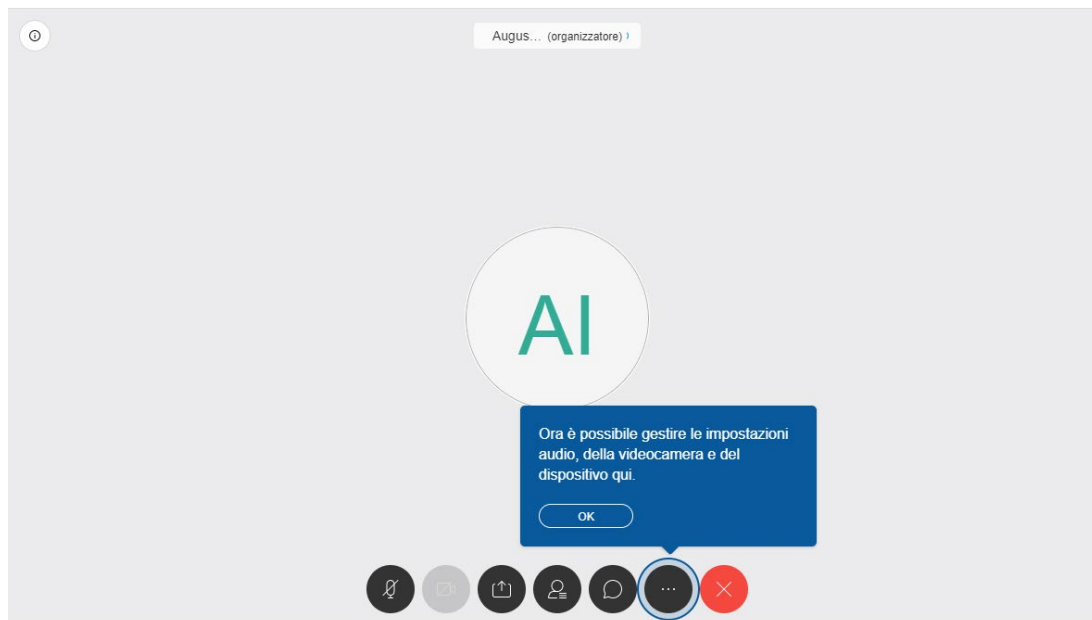 Augus... (organizzatore)
AI
Ora è possibile gestire le impostazioni
audio, della videocamera e del
dispositivo qui.
OK